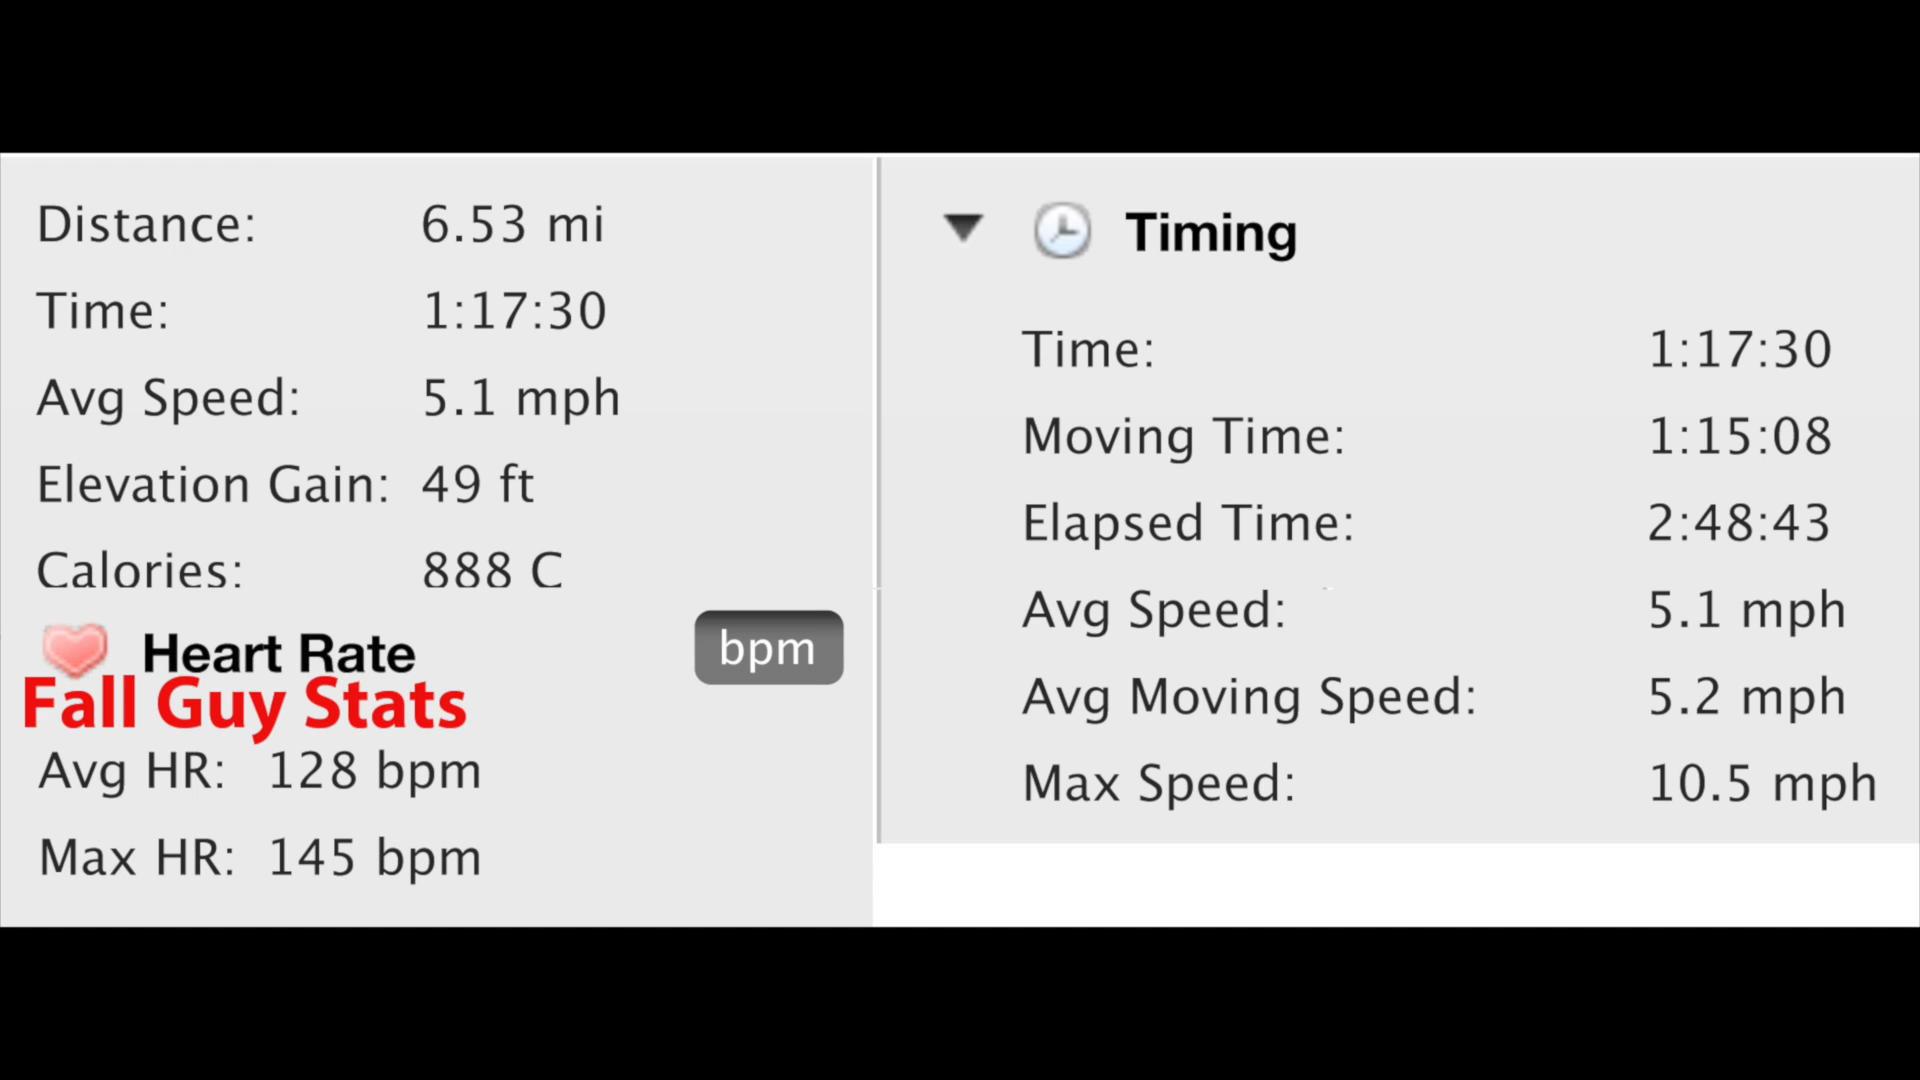 Distance: 6.53 mi
Time: 1:17:30
Avg Speed: 5.1 mph
Elevation Gain: 49 ft
Calories: 888 C
Heart Rate bpm
Fall Guy Stats
Avg HR: 128 bpm
Max HR: 145 bpm
Timing
Time: 1:17:30
Moving Time: 1:15:08
Elapsed Time: 2:48:43
Avg Speed: 5.1 mph
Avg Moving Speed: 5.2 mph
Max Speed: 10.5 mph